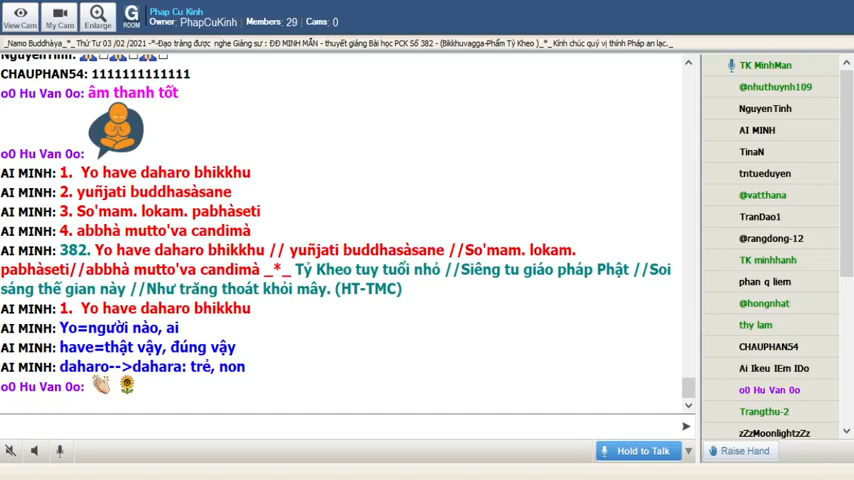 View Cam
My Cam
Enlarge
G
ROOM
Phap Cu Kinh
Owner: PhapCuKinh
Members: 29
Cams: 0
_Namo Buddhàya_*_ Thứ Tư 03 /02 /2021 -*-Đạo tràng được nghe Giảng sư : ĐĐ MINH MẪN - thuyết giảng Bài học PCK Số 382 - (Bikkhuvagga-Phẩm Tỷ Kheo )_*_Kính chúc quý vị thính Pháp an lạc._
NguyenTinh:
CHAUPHAN54: 1111111111111
o0 Hu Van 0o: âm thanh tốt
o0 Hu Van 0o:
AI MINH: 1. Yo have daharo bhikkhu
AI MINH: 2. yuñjati buddhasàsane
AI MINH: 3. So'mam. lokam. pabhàseti
AI MINH: 4. abbhà mutto'va candimà
AI MINH: 382. Yo have daharo bhikkhu // yuñjati buddhasàsane //So'mam. lokam.
pabhàseti//abbhà mutto'va candimà _*_ Tỷ Kheo tuy tuổi nhỏ //Siêng tu giáo pháp Phật //Soi
sáng thế gian này //Như trăng thoát khỏi mây. (HT-TMC)
AI MINH: 1. Yo have daharo bhikkhu
AI MINH: Yo=người nào, ai
AI MINH: have=thật vậy, đúng vậy
AI MINH: daharo-->dahara: trẻ, non
o0 Hu Van 0o:
Hold to Talk
Raise Hand
TK MinhMan
@nhuthuynh109
NguyenTinh
AI MINH
TinaN
tntueduyen
@vatthana
TranDao1
@rangdong-12
TK minhhanh
phan q liem
@hongnhat
thy lam
CHAUPHAN54
Ai Ikeu IEm IDo
o0 Hu Van 0o
Trangthu-2
zZzMoonlightzZz